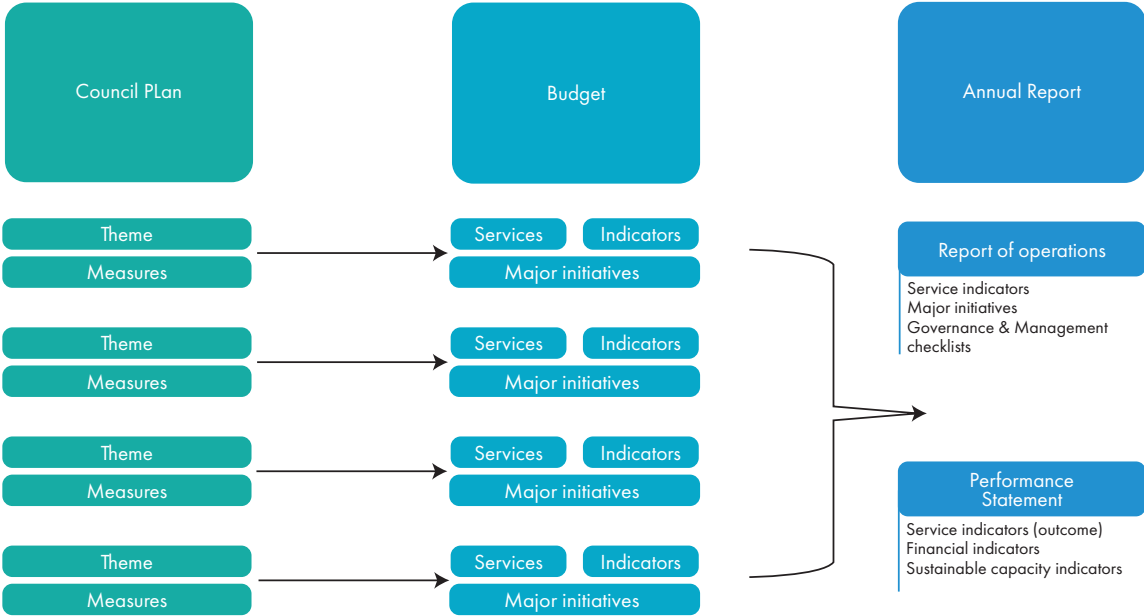 Council PLan
Budget
Annual Report
Theme
Measures
Services
Indicators
Major initiatives
Theme
Measures
Services
Indicators
Major initiatives
Theme
Measures
Services
Indicators
Major initiatives
Theme
Measures
Services
Indicators
Major initiatives
Report of operations
Service indicators
Major initiatives
Governance & Management
checklists
Performance
Statement
Service indicators (outcome)
Financial indicators
Sustainable capacity indicators